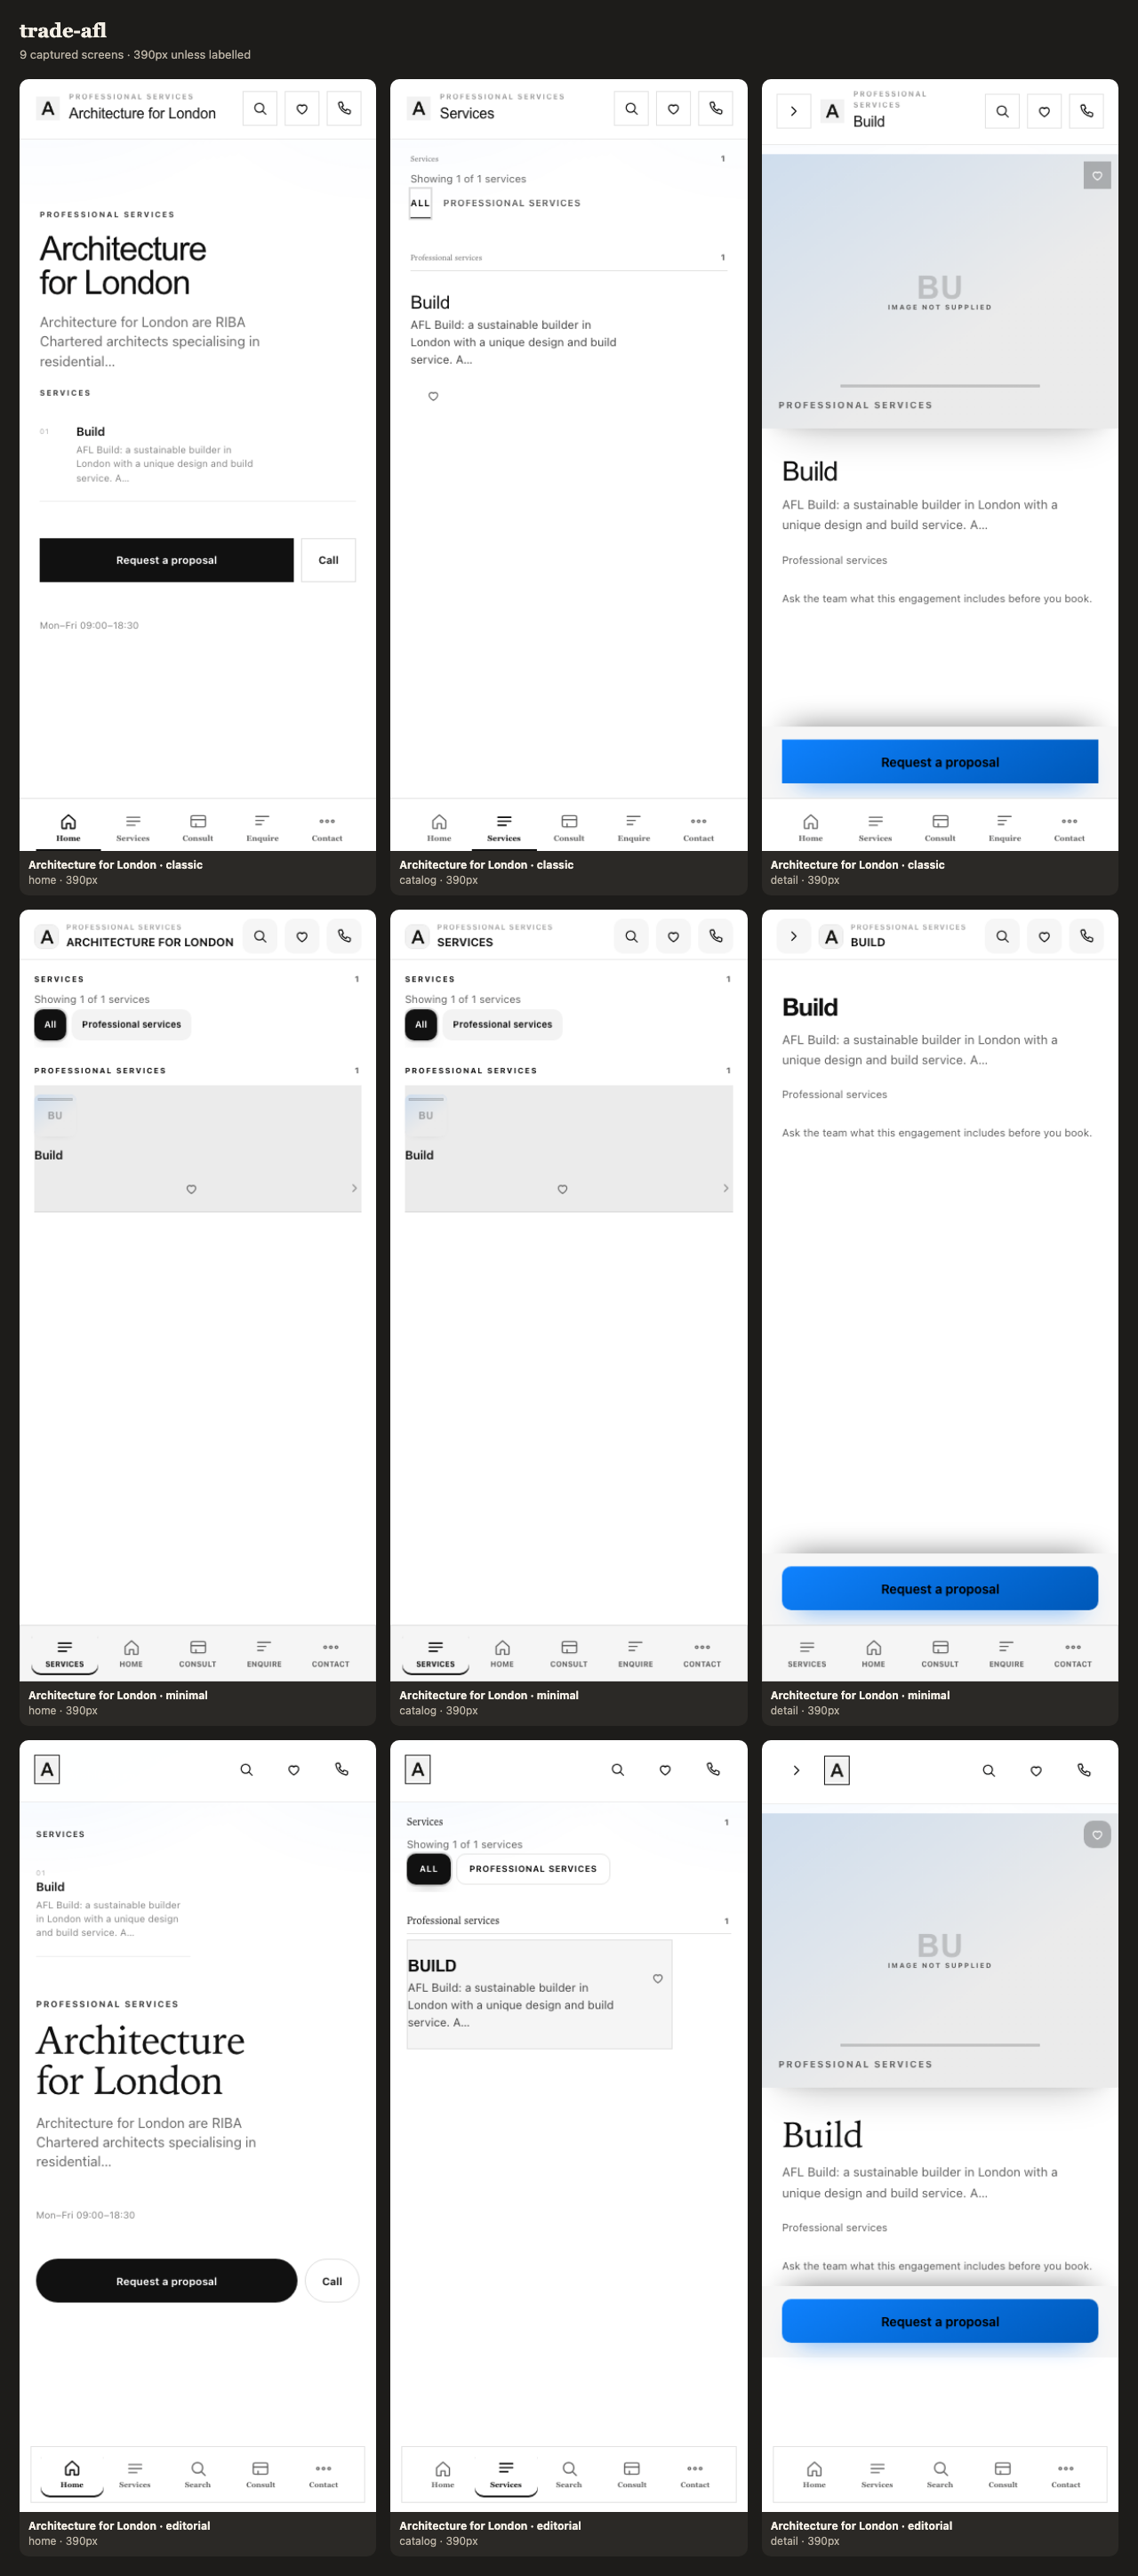 trade-afl
9 captured screens · 390px unless labelled
A
PROFESSIONAL SERVICES
Architecture for London
PROFESSIONAL SERVICES
Architecture
for London
Architecture for London are RIBA
Chartered architects specialising in
residential...
SERVICES
01
Build
AFL Build: a sustainable builder in
London with a unique design and build
service. A...
Request a proposal
Call
Mon–Fri 09:00–18:30
Home
Services
Consult
Enquire
Contact
Architecture for London · classic
home · 390px
A
PROFESSIONAL SERVICES
Services
Services
1
Showing 1 of 1 services
ALL
PROFESSIONAL SERVICES
Professional services
1
Build
AFL Build: a sustainable builder in
London with a unique design and build
service. A...
Home
Services
Consult
Enquire
Contact
Architecture for London · classic
catalog · 390px
A
PROFESSIONAL
SERVICES
Build
BU
IMAGE NOT SUPPLIED
PROFESSIONAL SERVICES
Build
AFL Build: a sustainable builder in London with a
unique design and build service. A...
Professional services
Ask the team what this engagement includes before you book.
Request a proposal
Home
Services
Consult
Enquire
Contact
Architecture for London · classic
detail · 390px
A
PROFESSIONAL SERVICES
ARCHITECTURE FOR LONDON
SERVICES
1
Showing 1 of 1 services
All
Professional services
PROFESSIONAL SERVICES
1
BU
Build
SERVICES
HOME
CONSULT
ENQUIRE
CONTACT
Architecture for London · minimal
home · 390px
A
PROFESSIONAL SERVICES
SERVICES
SERVICES
1
Showing 1 of 1 services
All
Professional services
PROFESSIONAL SERVICES
1
BU
Build
SERVICES
HOME
CONSULT
ENQUIRE
CONTACT
Architecture for London · minimal
catalog · 390px
A
PROFESSIONAL SERVICES
BUILD
Build
AFL Build: a sustainable builder in London with a
unique design and build service. A...
Professional services
Ask the team what this engagement includes before you book.
Request a proposal
SERVICES
HOME
CONSULT
ENQUIRE
CONTACT
Architecture for London · minimal
detail · 390px
A
SERVICES
01
Build
AFL Build: a sustainable builder
in London with a unique design
and build service. A...
PROFESSIONAL SERVICES
Architecture
for London
Architecture for London are RIBA
Chartered architects specialising in
residential...
Mon–Fri 09:00–18:30
Request a proposal
Call
Home
Services
Search
Consult
Contact
Architecture for London · editorial
home · 390px
A
Services
1
Showing 1 of 1 services
ALL
PROFESSIONAL SERVICES
Professional services
1
BUILD
AFL Build: a sustainable builder in
London with a unique design and build
service. A...
Home
Services
Search
Consult
Contact
Architecture for London · editorial
catalog · 390px
A
BU
IMAGE NOT SUPPLIED
PROFESSIONAL SERVICES
Build
AFL Build: a sustainable builder in London with a
unique design and build service. A...
Professional services
Ask the team what this engagement includes before you book.
Request a proposal
Home
Services
Search
Consult
Contact
Architecture for London · editorial
detail · 390px